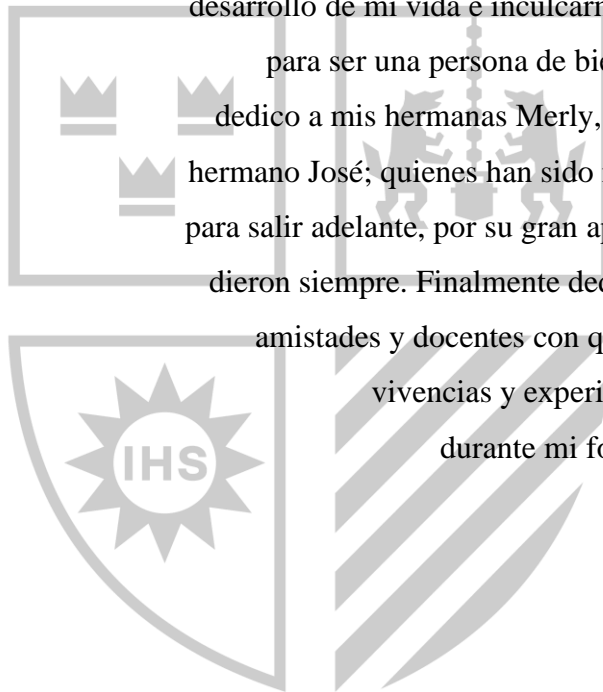 desarrollo de mi vida e inculcar
para ser una persona de bie
dedico a mis hermanas Merly,
hermano José; quienes han sido
para salir adelante, por su gran ap
dieron siempre. Finalmente ded
amistades y docentes con q
vivencias y experi
IHS
durante mi fo